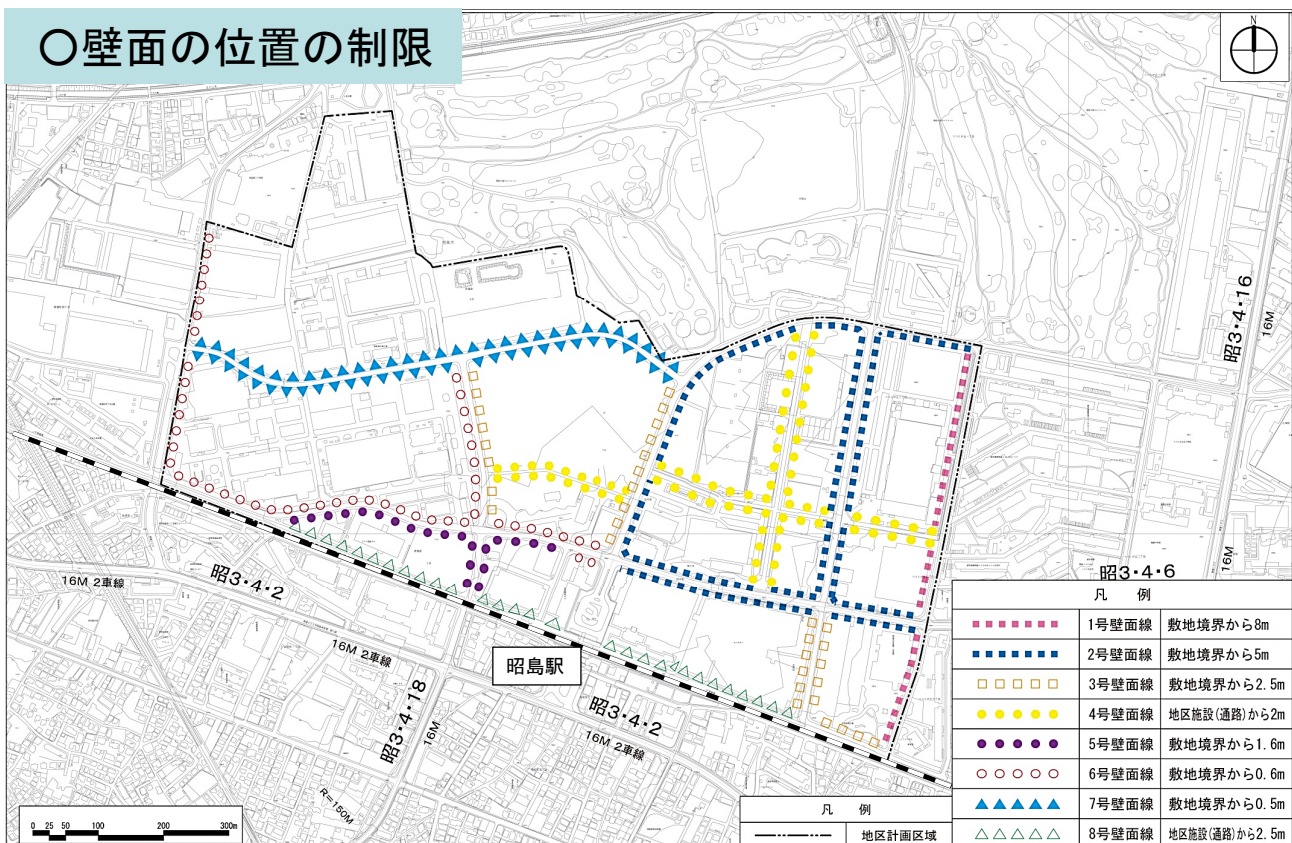 〇壁面の位置の制限
N
昭3・4・16
16M
16M
昭3・4・6
16M 2車線
昭3・4・2
16M 2車線
昭島駅
昭3・4・2
16M 2車線
昭3・4・18
16M
R=150M
0 25 50 100 200 300m
凡 例
地区計画区域
凡 例
1号壁面線 敷地境界から8m
2号壁面線 敷地境界から5m
3号壁面線 敷地境界から2.5m
4号壁面線 地区施設(通路)から2m
5号壁面線 敷地境界から1.6m
6号壁面線 敷地境界から0.6m
7号壁面線 敷地境界から0.5m
8号壁面線 地区施設(通路)から2.5m